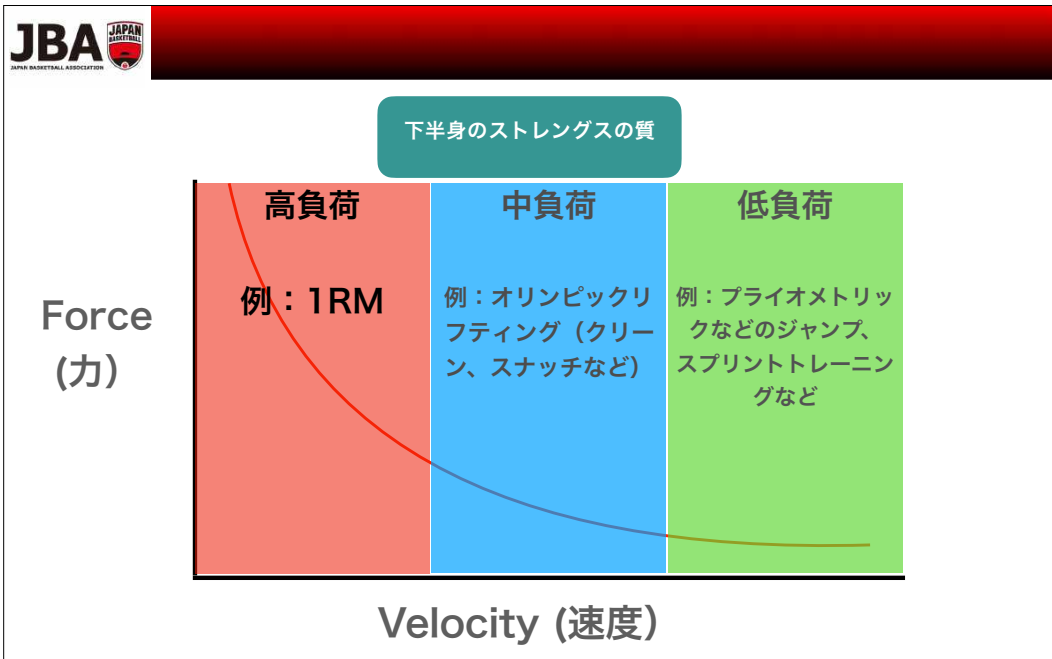 JBA
JAPAN BASKETBALL ASSOCIATION
JAPAN
BASKETBALL
下半身のストレングスの質
高負荷
中負荷
低負荷
例：1RM
例：オリンピックリ
フティング（クリー
ン、スナッチなど）
例：プライオメトリッ
クなどのジャンプ、
スプリントトレーニン
グなど
Force
(力）
Velocity (速度）